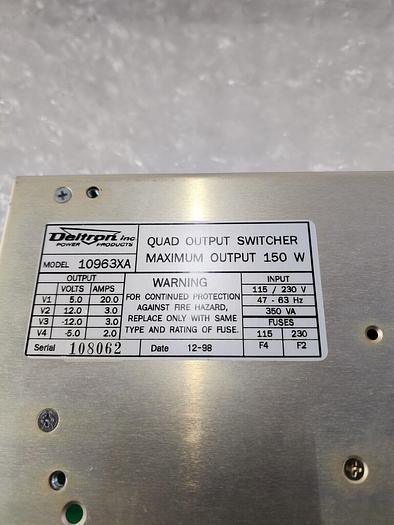 Deltron inc
POWER PRODUCTS
QUAD OUTPUT SWITCHER
MAXIMUM OUTPUT 150 W
MODEL 10963XA
OUTPUT
VOLTS AMPS
V1 5.0 20.0
V2 12.0 3.0
V3 -12.0 3.0
V4 -5.0 2.0
WARNING
FOR CONTINUED PROTECTION
AGAINST FIRE HAZARD,
REPLACE ONLY WITH SAME
TYPE AND RATING OF FUSE.
INPUT
115 / 230 V
47 - 63 Hz
350 VA
FUSES
115 230
F4 F2
Serial 108062
Date 12-98